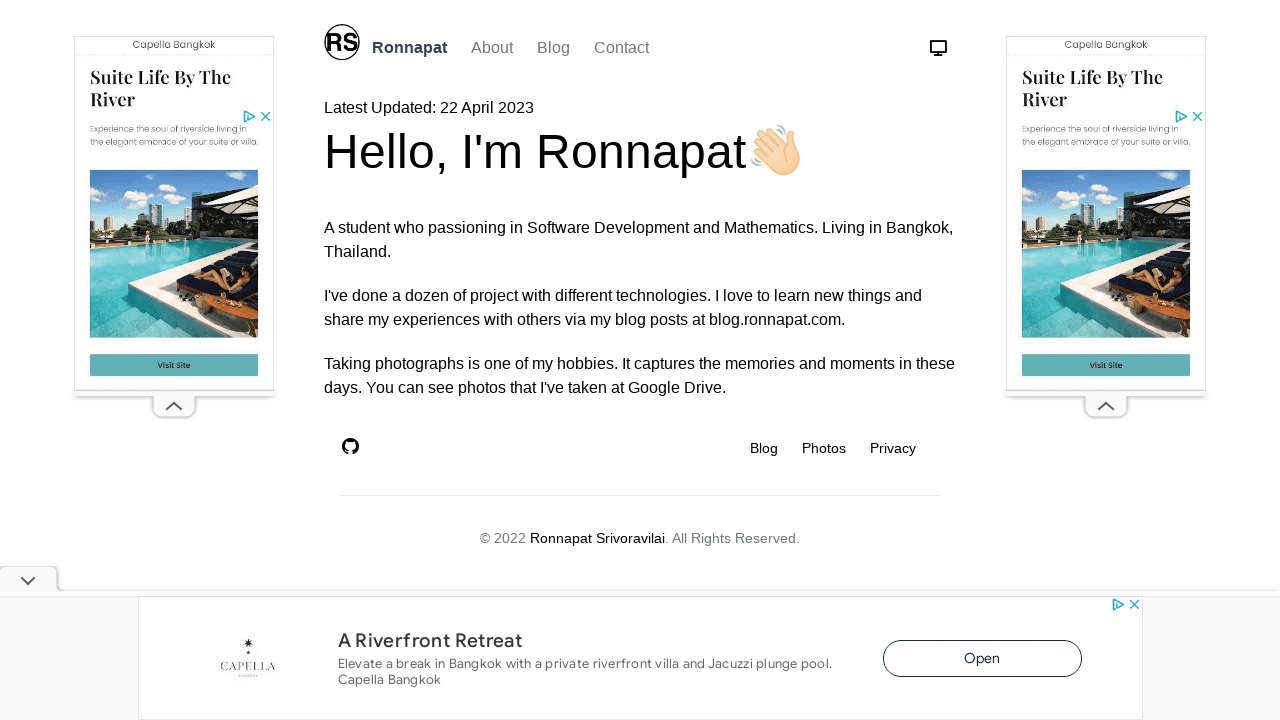 RS
Ronnapat
About
Blog
Contact
Latest Updated: 22 April 2023
Hello, I'm Ronnapat
A student who passioning in Software Development and Mathematics. Living in Bangkok,
Thailand.
I've done a dozen of project with different technologies. I love to learn new things and
share my experiences with others via my blog posts at blog.ronnapat.com.
Taking photographs is one of my hobbies. It captures the memories and moments in these
days. You can see photos that I've taken at Google Drive.
Blog
Photos
Privacy
© 2022 Ronnapat Srivoravilai. All Rights Reserved.
Capella Bangkok
Suite Life By The
River
Experience the soul of riverside living in
the elegant embrace of your suite or villa.
Visit Site
Capella Bangkok
Suite Life By The
River
Experience the soul of riverside living in
the elegant embrace of your suite or villa.
Visit Site
CAPELLA
BANGKOK
A Riverfront Retreat
Elevate a break in Bangkok with a private riverfront villa and Jacuzzi plunge pool.
Capella Bangkok
Open